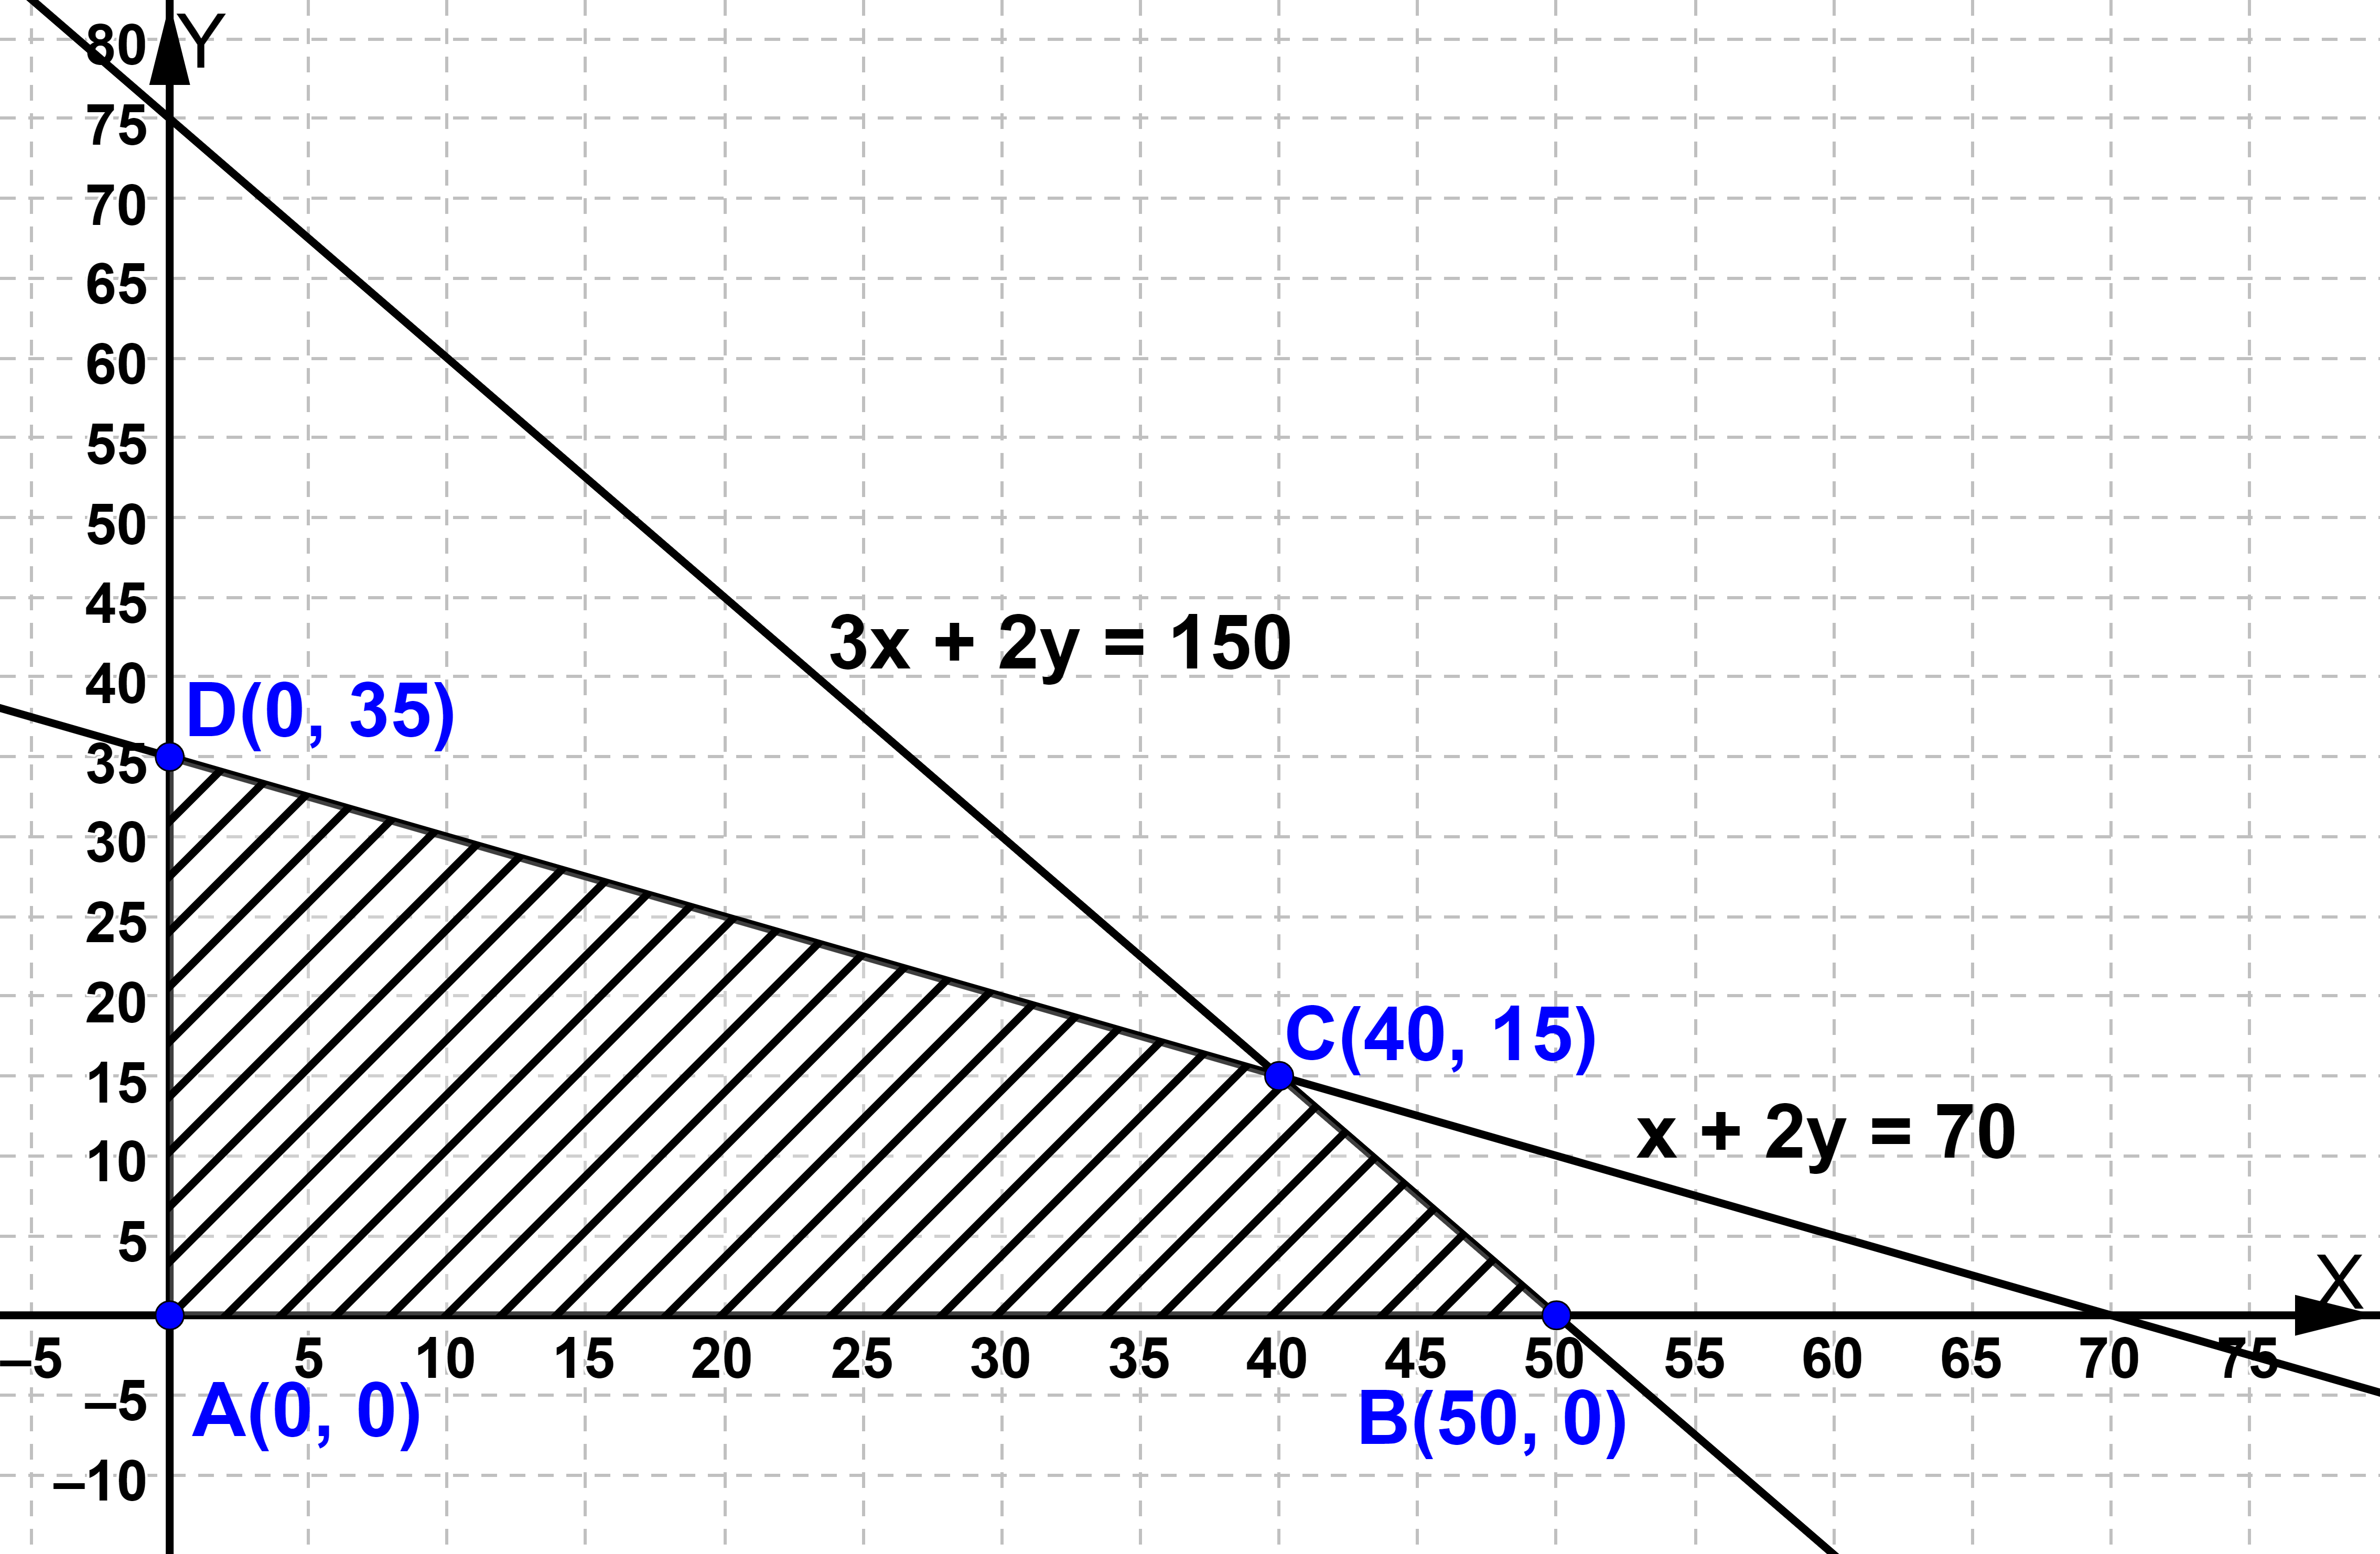 80
Y
75
70
65
60
55
50
45
3x + 2y = 150
40
D(0, 35)
35
30
25
20
C(40, 15)
15
x + 2y = 70
10
5
X
–5 5 10 15 20 25 30 35 40 45 50 55 60 65 70 75
–5
A(0, 0)
B(50, 0)
–10